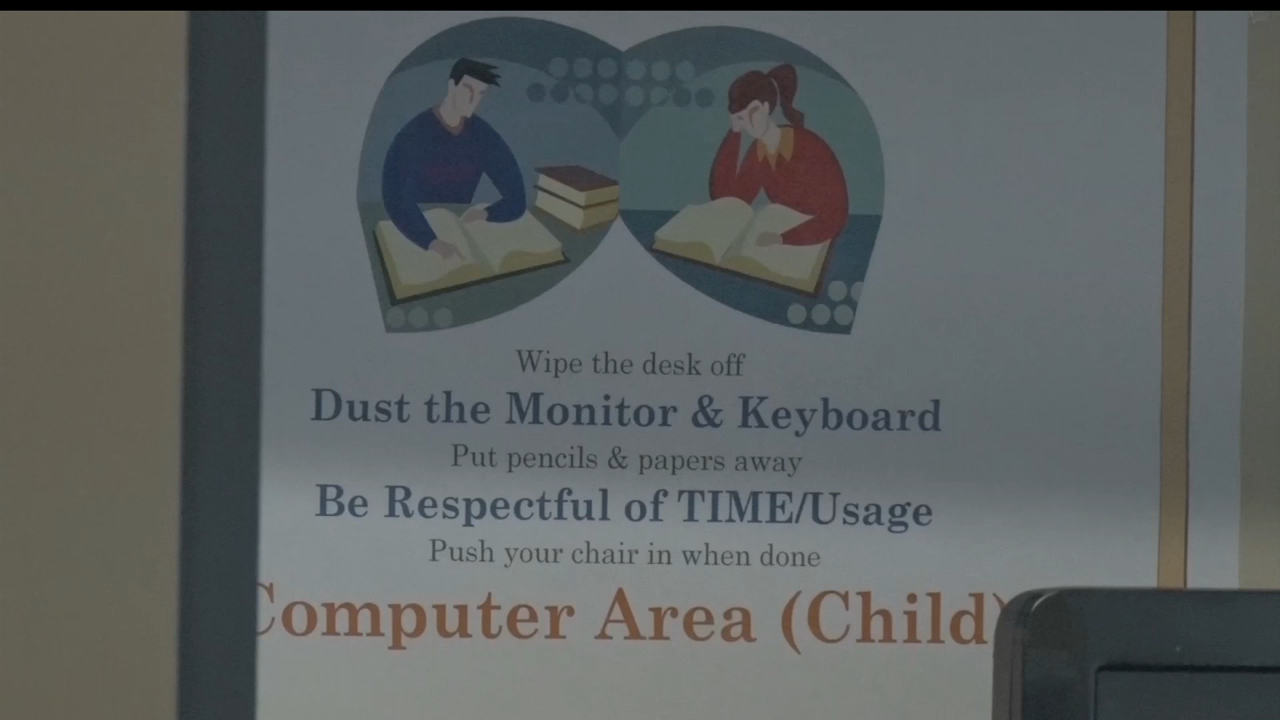 Wipe the desk off
Dust the Monitor & Keyboard
Put pencils & papers away
Be Respectful of TIME/Usage
Push your chair in when done
Computer Area (Child)